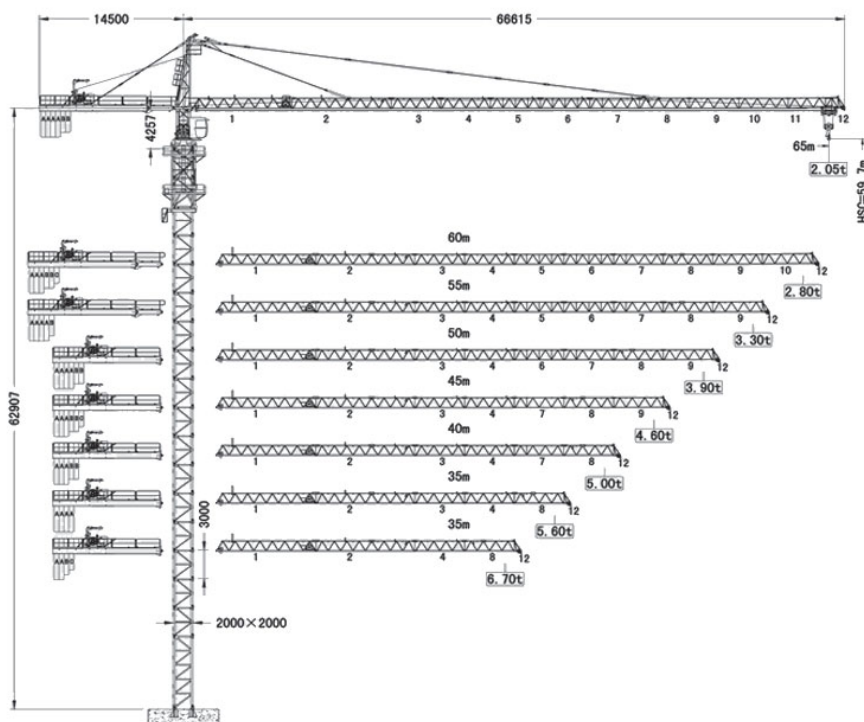 14500
66615
4257
1 2 3 4 5 6 7 8 9 10 11 12
65m
2.05t
HSC=59.7m
60m
1 2 3 4 5 6 7 8 9 10 12
2.80t
55m
1 2 3 4 5 6 7 8 9 12
3.30t
50m
1 2 3 4 6 7 8 9 12
3.90t
45m
1 2 3 4 7 8 9 12
4.60t
40m
1 2 3 4 7 8 12
5.00t
35m
1 2 3 4 8 12
5.60t
35m
1 2 4 8 12
6.70t
62907
3000
2000×2000